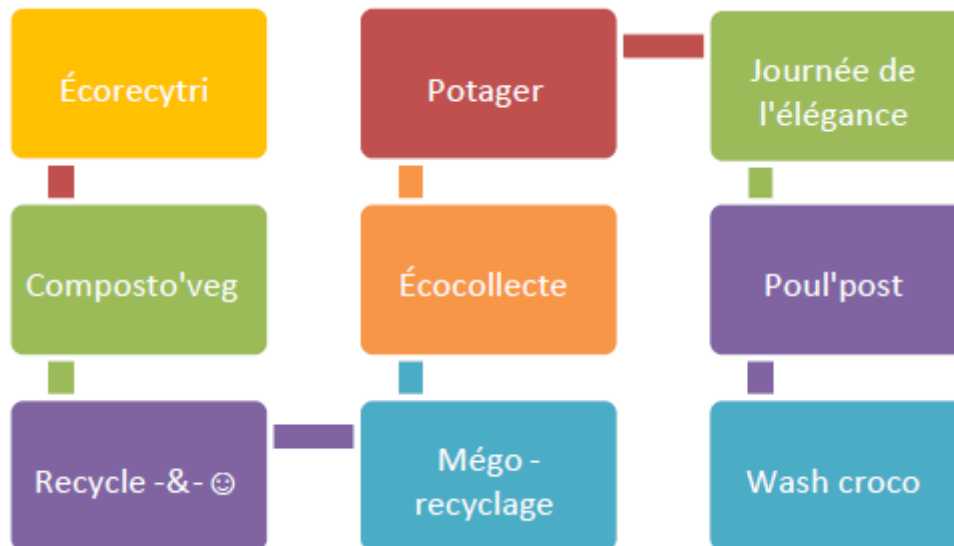 Écorecytri
Composto'veg
Recycle -&- ☺
Mégo -
recyclage
Écocollecte
Potager
Journée de
l'élégance
Poul'post
Wash croco